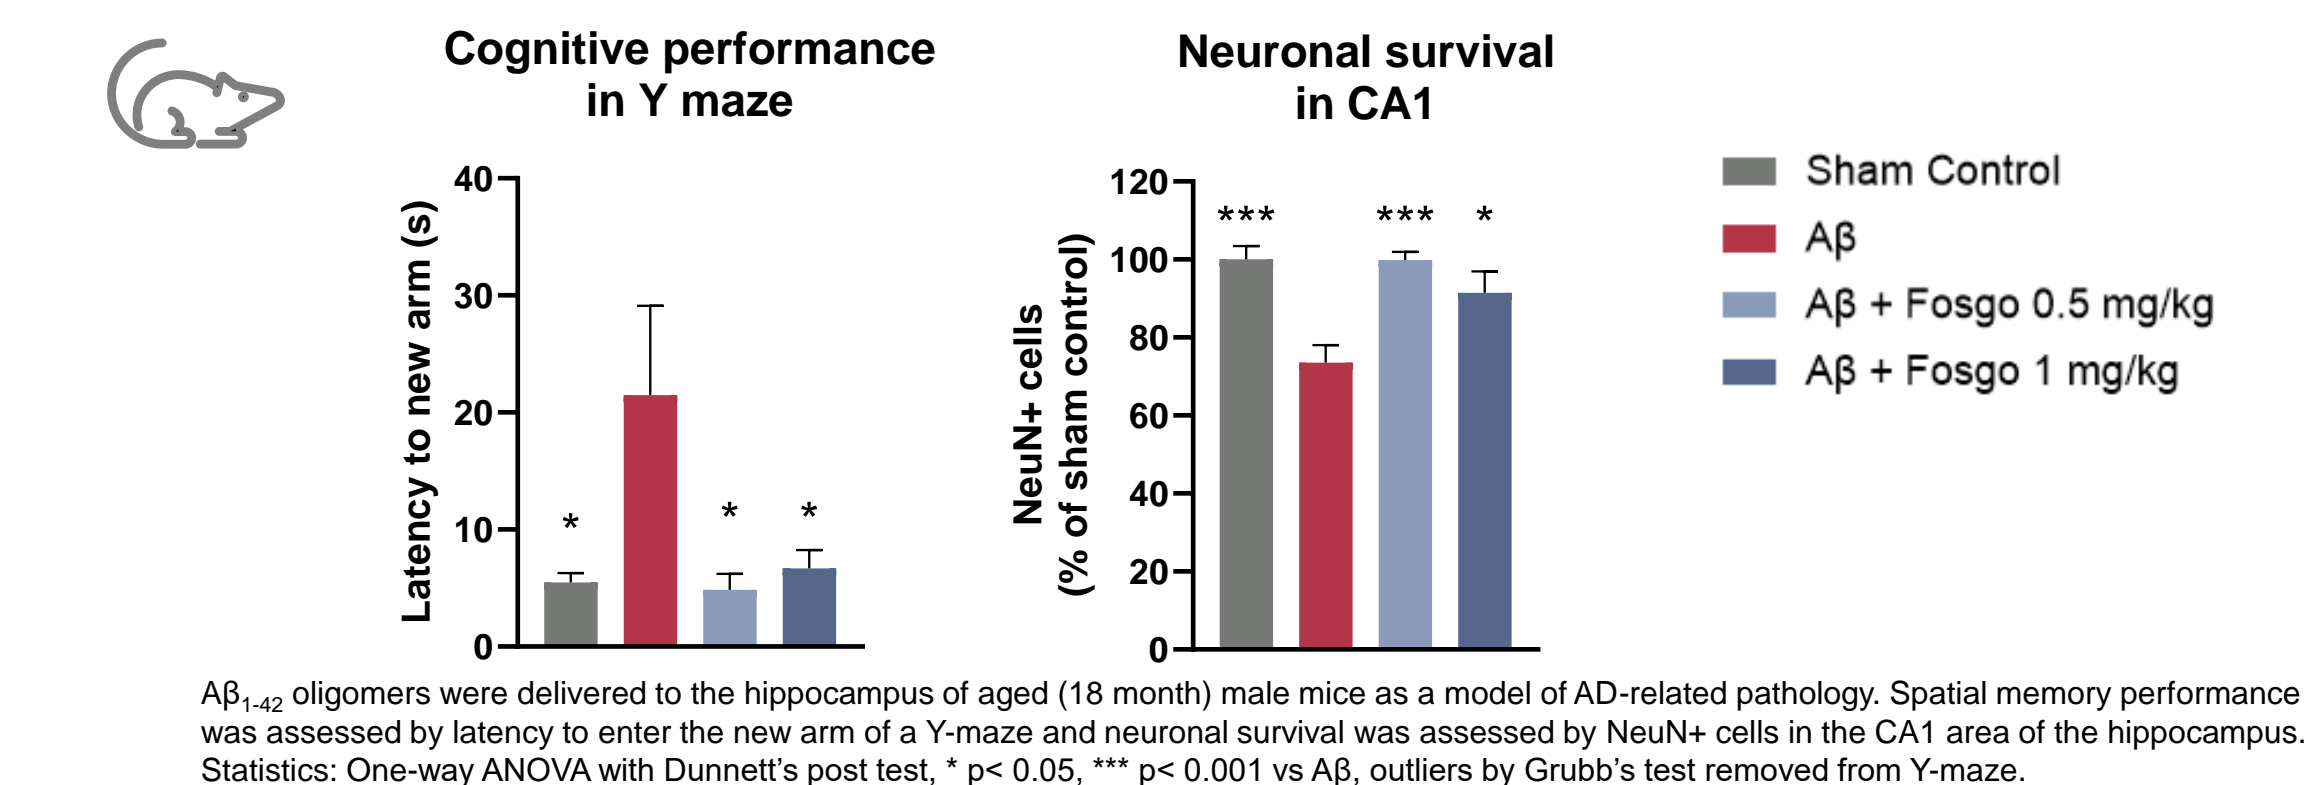 Cognitive performance
in Y maze
Latency to new arm (s)
40
30
20
10
0
*
*
*
Neuronal survival
in CA1
NeuN+ cells
(% of sham control)
120
100
80
60
40
20
0
***
***
*
Sham Control
Aβ
Aβ + Fosgo 0.5 mg/kg
Aβ + Fosgo 1 mg/kg
Aβ1-42 oligomers were delivered to the hippocampus of aged (18 month) male mice as a model of AD-related pathology. Spatial memory performance
was assessed by latency to enter the new arm of a Y-maze and neuronal survival was assessed by NeuN+ cells in the CA1 area of the hippocampus.
Statistics: One-way ANOVA with Dunnett’s post test, * p< 0.05, *** p< 0.001 vs Aβ, outliers by Grubb’s test removed from Y-maze.